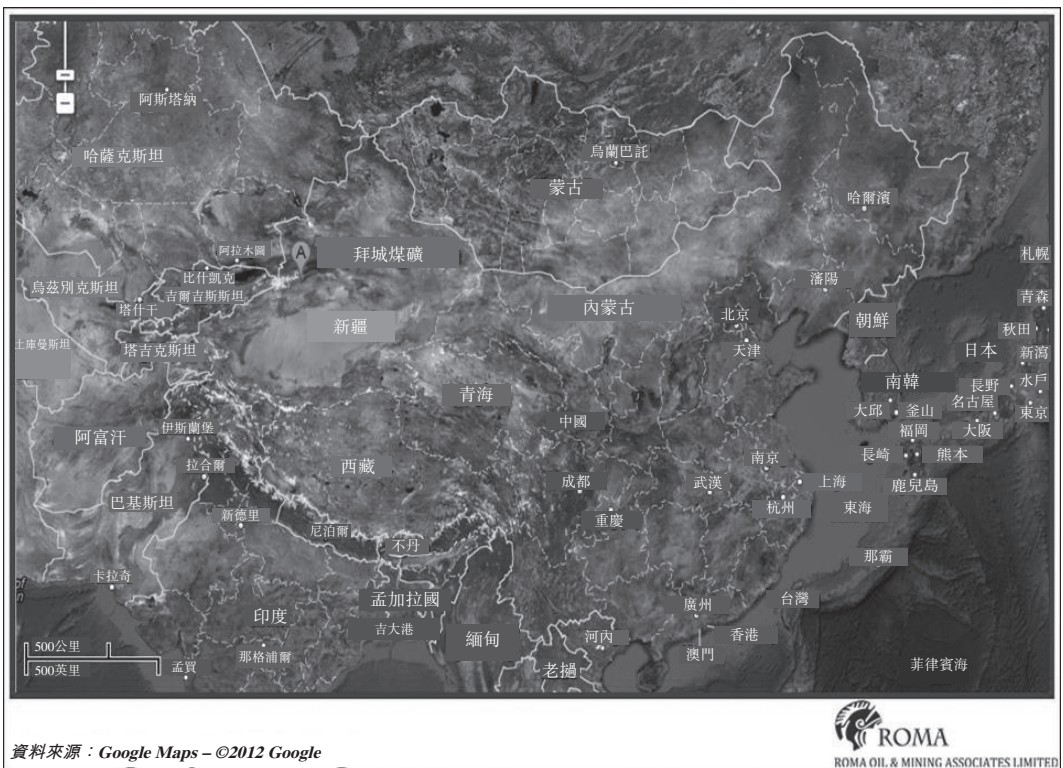 阿斯塔納
哈薩克斯坦
烏蘭巴託
蒙古
哈爾濱
阿拉木圖
A
拜城煤礦
札幌
比什凱克
瀋陽
烏茲別克斯坦
吉爾吉斯斯坦
青森
塔什干
內蒙古
北京
朝鮮
新疆
秋田
土庫曼斯坦
塔吉克斯坦
天津
日本
新瀉
青海
南韓
長野
水戶
名古屋
大邱
釜山
東京
中國
阿富汗
伊斯蘭堡
福岡
大阪
拉合爾
西藏
南京
長崎
熊本
成都
武漢
上海
鹿兒島
巴基斯坦
杭州
東海
新德里
重慶
尼泊爾
不丹
那霸
卡拉奇
孟加拉國
廣州
台灣
印度
吉大港
緬甸
河內
香港
500公里
那格浦爾
澳門
500英里
孟買
老撾
菲律賓海
ROMA
資料來源：Google Maps – ©2012 Google
ROMA OIL & MINING ASSOCIATES LIMITED